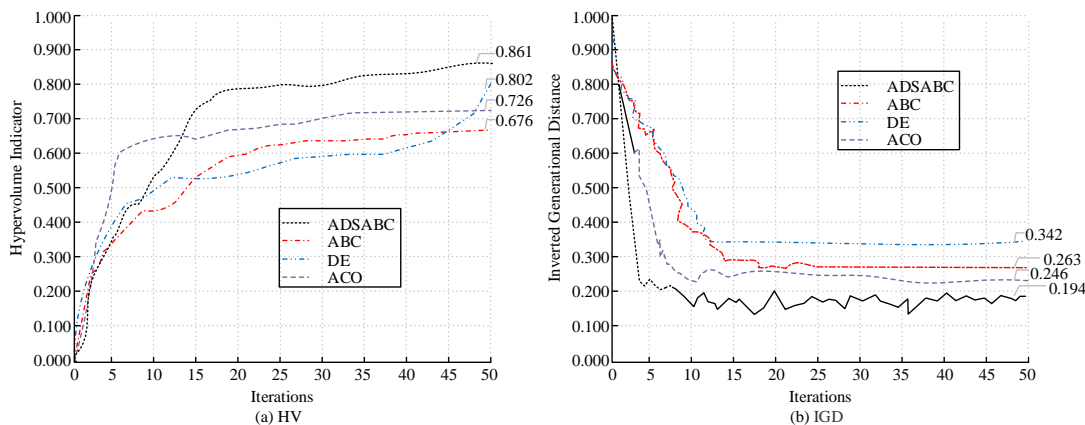 1.000
0.900
0.800
0.700
0.600
0.500
0.400
0.300
0.200
0.100
0.000
Hypervolume Indicator
0.861
0.802
0.726
0.676
ADSABC
ABC
DE
ACO
0 5 10 15 20 25 30 35 40 45 50
Iterations
(a) HV
1.000
0.900
0.800
0.700
0.600
0.500
0.400
0.300
0.200
0.100
0.000
Inverted Generational Distance
ADSABC
ABC
DE
ACO
0.342
0.263
0.246
0.194
0 5 10 15 20 25 30 35 40 45 50
Iterations
(b) IGD